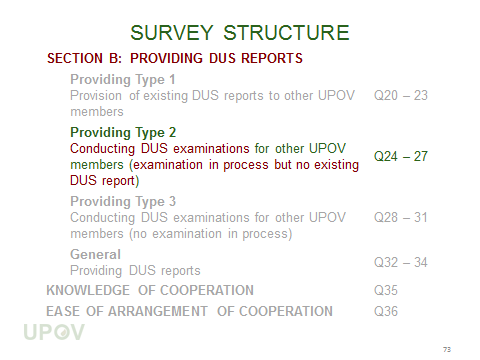 SURVEY STRUCTURE
SECTION B: PROVIDING DUS REPORTS
Providing Type 1
Provision of existing DUS reports to other UPOV Q20 – 23
members
Providing Type 2
Conducting DUS examinations for other UPOV
members (examination in process but no existing Q24 – 27
DUS report)
Providing Type 3
Conducting DUS examinations for other UPOV Q28 – 31
members (no examination in process)
General
Providing DUS reports Q32 – 34
KNOWLEDGE OF COOPERATION Q35
EASE OF ARRANGEMENT OF COOPERATION Q36
UPOV
73